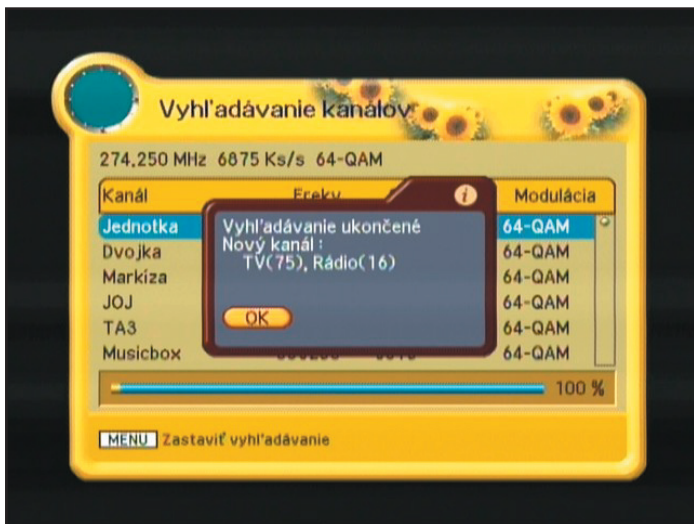 Vyhľadávanie kanálov
274,250 MHz 6875 Ks/s 64-QAM
Kanál Frekv Modulácia
Jednotka 64-QAM
Dvojka 64-QAM
Markíza 64-QAM
JOJ 64-QAM
TA3 64-QAM
Musicbox 64-QAM
Vyhľadávanie ukončené
Nový kanál :
TV(75), Rádio(16)
OK
100 %
MENU Zastaviť vyhľadávanie